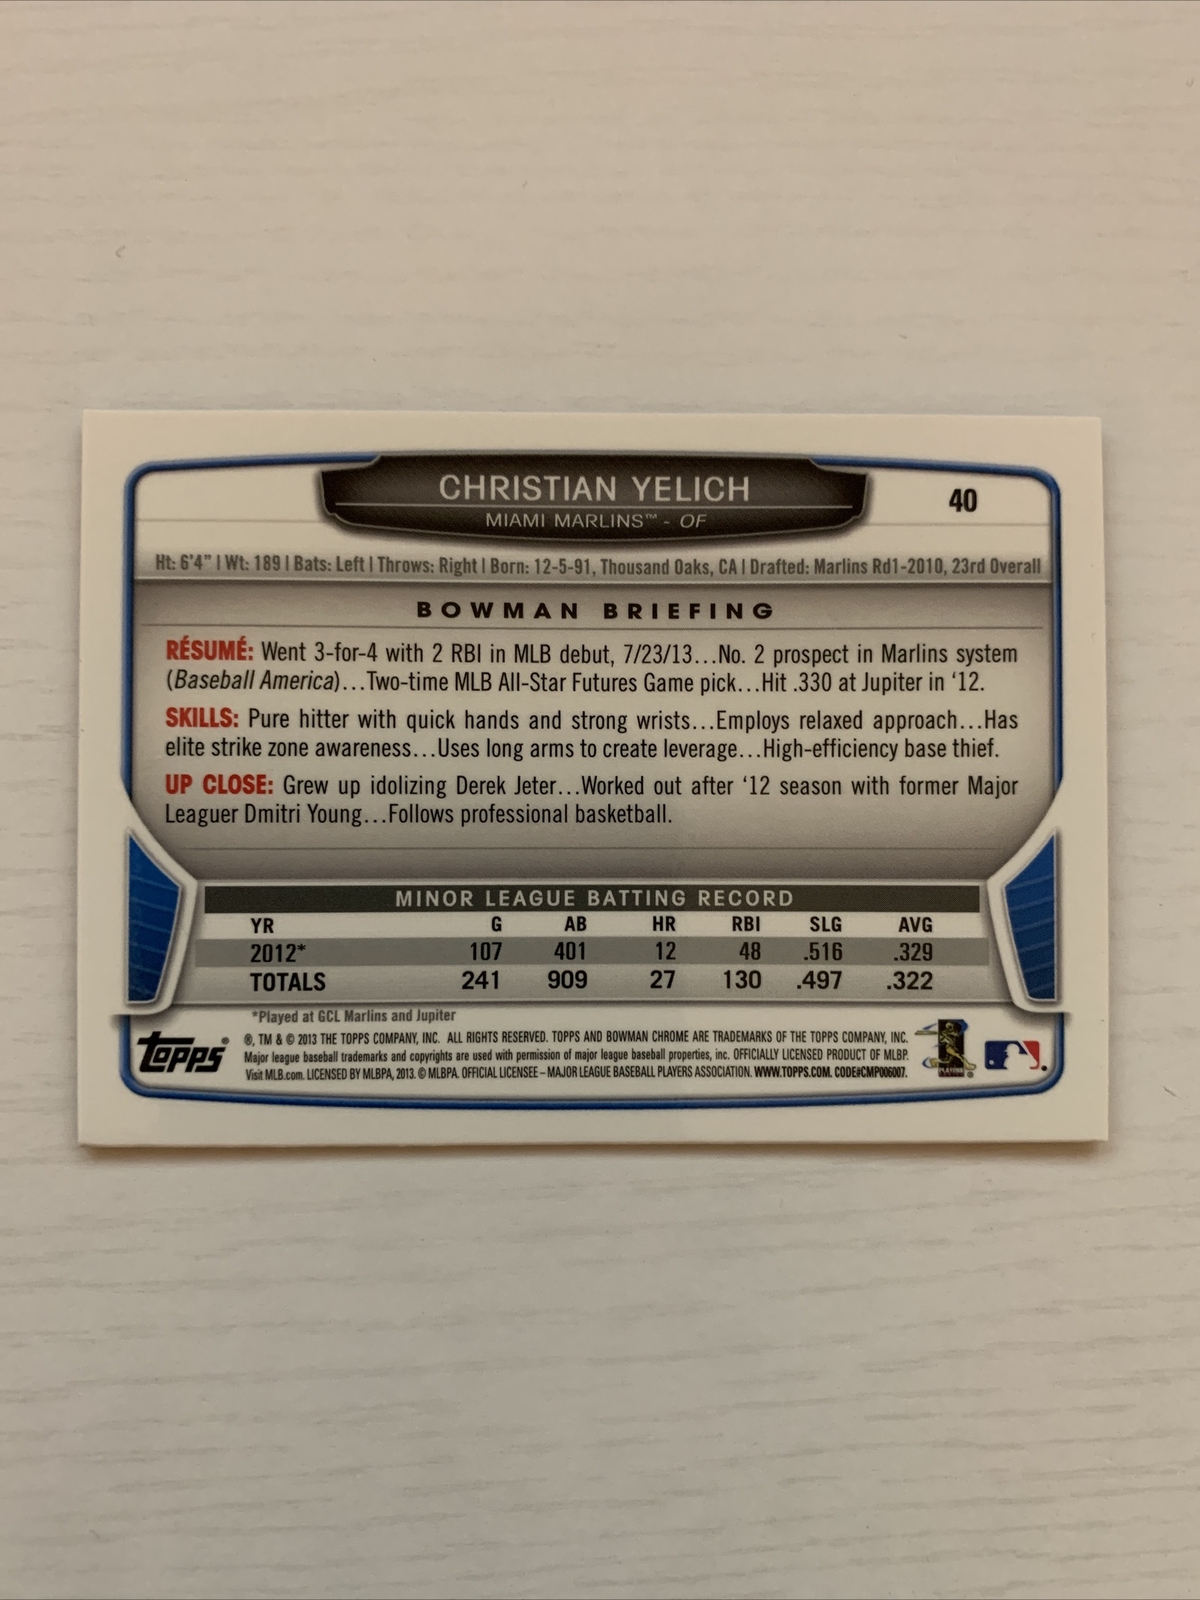 CHRISTIAN YELICH
40
MIAMI MARLINS™ - OF
Ht: 6'4" | Wt: 189 | Bats: Left | Throws: Right | Born: 12-5-91, Thousand Oaks, CA | Drafted: Marlins Rd1-2010, 23rd Overall
BOWMAN BRIEFING
RÉSUMÉ: Went 3-for-4 with 2 RBI in MLB debut, 7/23/13...No. 2 prospect in Marlins system
(Baseball America)...Two-time MLB All-Star Futures Game pick...Hit .330 at Jupiter in ‘12.
SKILLS: Pure hitter with quick hands and strong wrists...Employs relaxed approach...Has
elite strike zone awareness...Uses long arms to create leverage...High-efficiency base thief.
UP CLOSE: Grew up idolizing Derek Jeter...Worked out after ‘12 season with former Major
Leaguer Dmitri Young...Follows professional basketball.
MINOR LEAGUE BATTING RECORD
YR G AB HR RBI SLG AVG
2012* 107 401 12 48 .516 .329
TOTALS 241 909 27 130 .497 .322
*Played at GCL Marlins and Jupiter
Topps®
®, TM & © 2013 THE TOPPS COMPANY, INC. ALL RIGHTS RESERVED. TOPPS AND BOWMAN CHROME ARE TRADEMARKS OF THE TOPPS COMPANY, INC.
Major league baseball trademarks and copyrights are used with permission of major league baseball properties, inc. OFFICIALLY LICENSED PRODUCT OF MLBP.
Visit MLB.com. LICENSED BY MLBPA, 2013. © MLBPA. OFFICIAL LICENSEE – MAJOR LEAGUE BASEBALL PLAYERS ASSOCIATION. WWW.TOPPS.COM. CODE#CMP006007.
PLAYERS